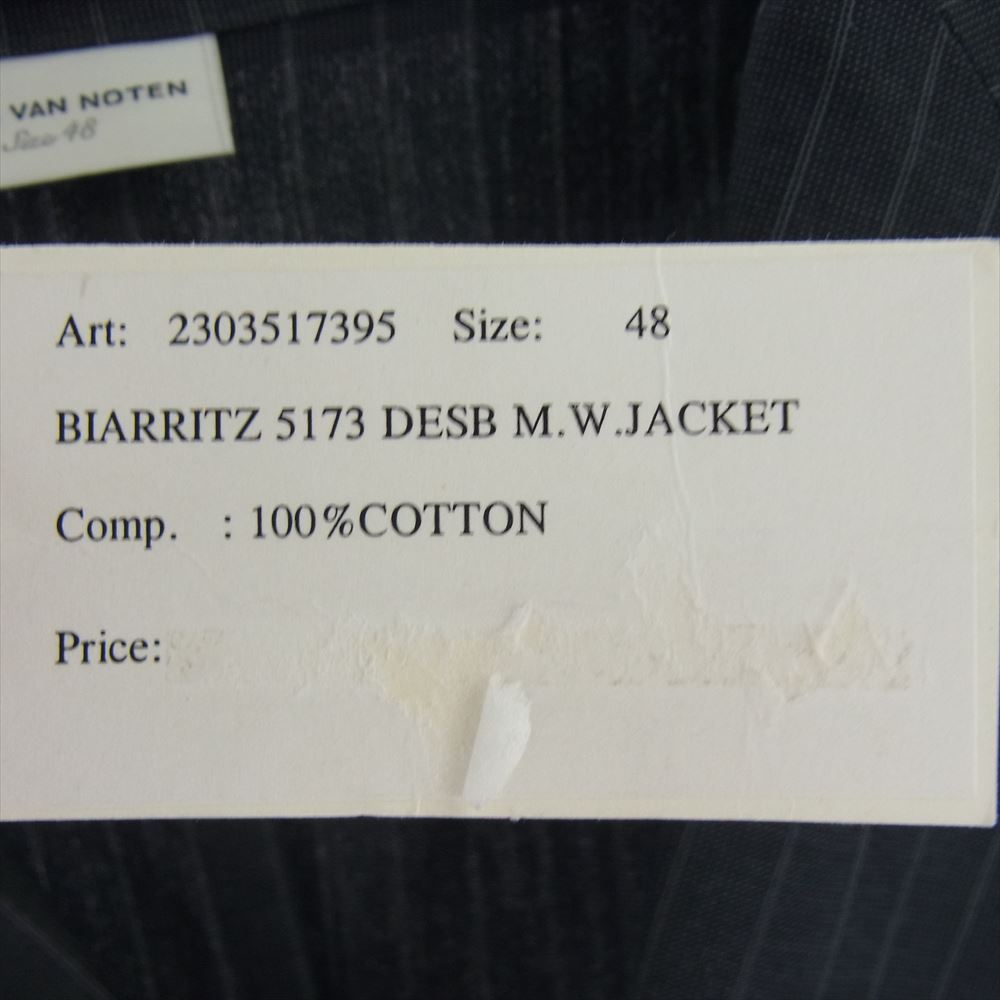 VAN NOTEN
Size 48
Art: 2303517395 Size: 48
BIARRITZ 5173 DESB M.W.JACKET
Comp. : 100%COTTON
Price: